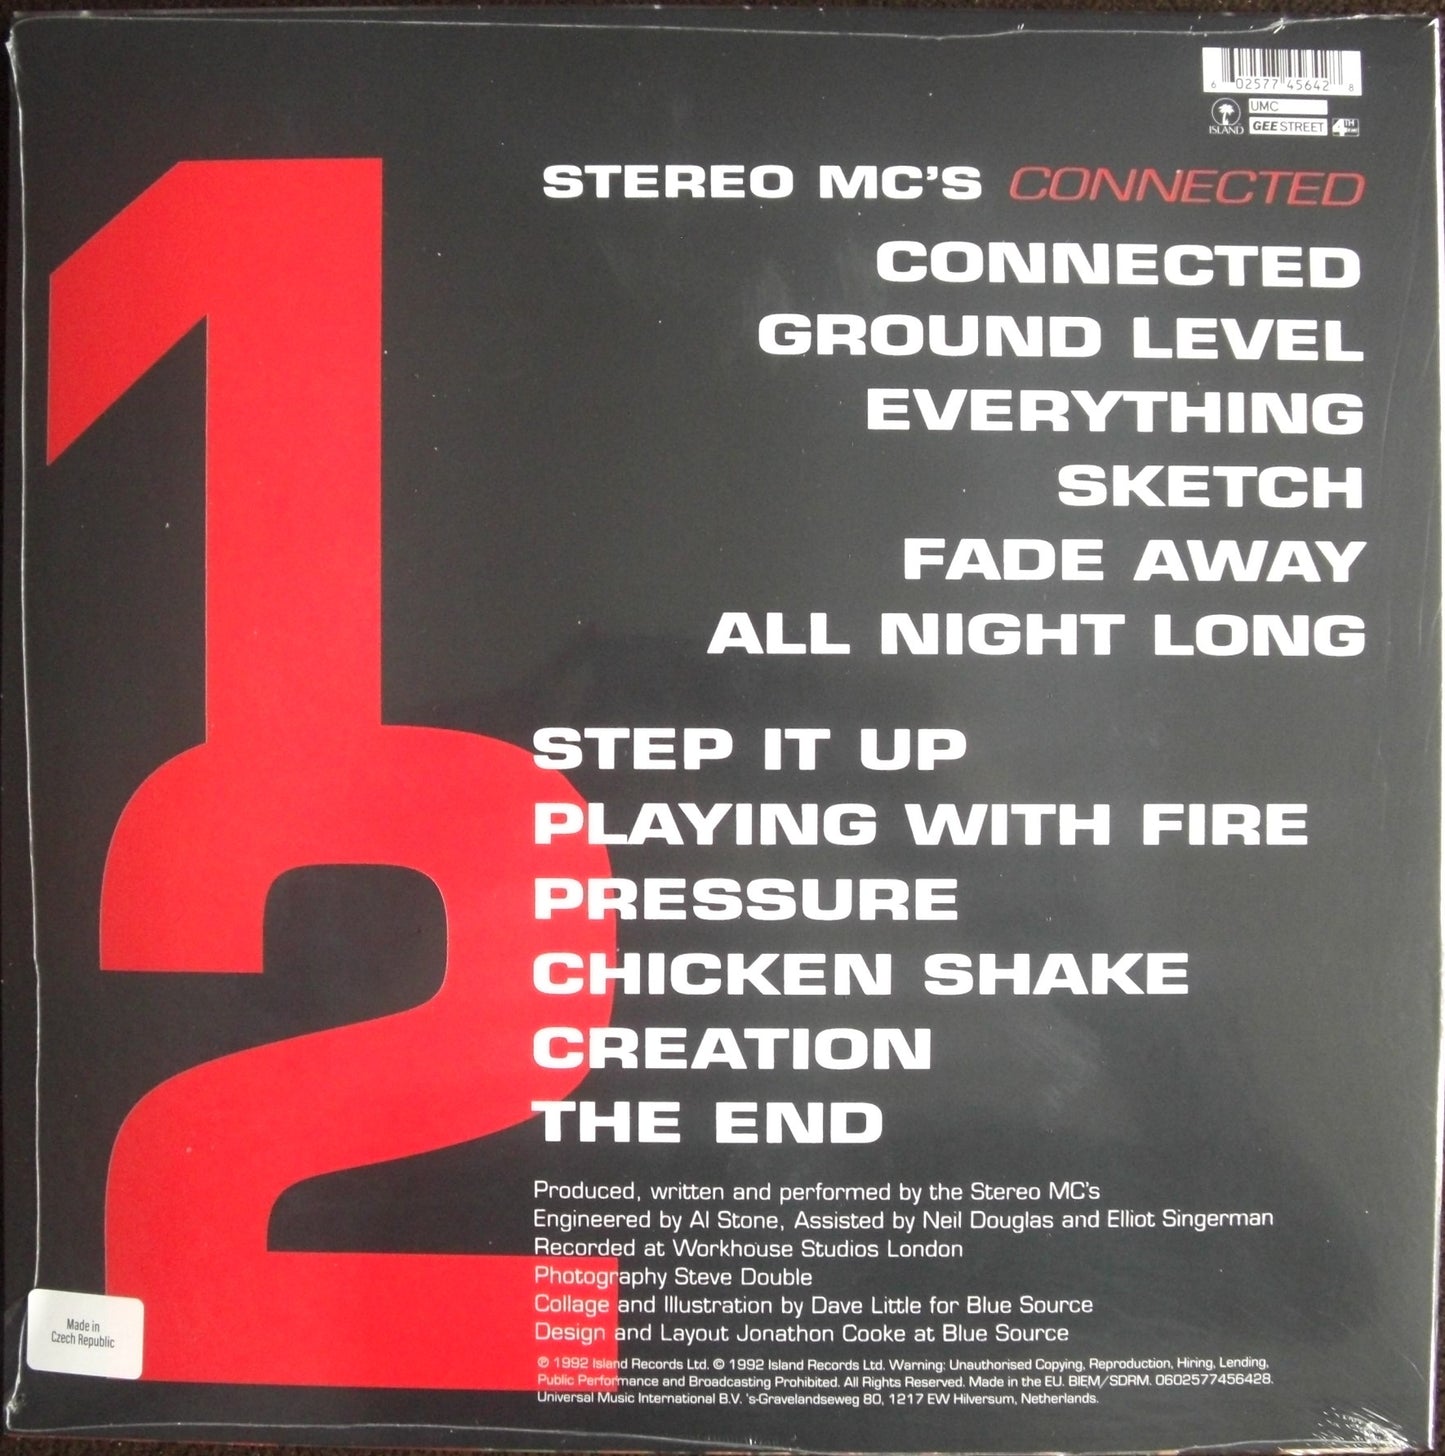 6 02577 45642 8
ISLAND
UMC
GEE STREET
4TH
STEREO MC'S CONNECTED
CONNECTED
GROUND LEVEL
EVERYTHING
SKETCH
FADE AWAY
ALL NIGHT LONG
1
2
STEP IT UP
PLAYING WITH FIRE
PRESSURE
CHICKEN SHAKE
CREATION
THE END
Produced, written and performed by the Stereo MC's
Engineered by Al Stone, Assisted by Neil Douglas and Elliot Singerman
Recorded at Workhouse Studios London
Photography Steve Double
Collage and Illustration by Dave Little for Blue Source
Design and Layout Jonathon Cooke at Blue Source
℗ 1992 Island Records Ltd. © 1992 Island Records Ltd. Warning: Unauthorised Copying, Reproduction, Hiring, Lending,
Public Performance and Broadcasting Prohibited. All Rights Reserved. Made in the EU. BIEM/SDRM. 0602577456428.
Universal Music International B.V. 's-Gravelandseweg 80, 1217 EW Hilversum, Netherlands.
Made in
Czech Republic